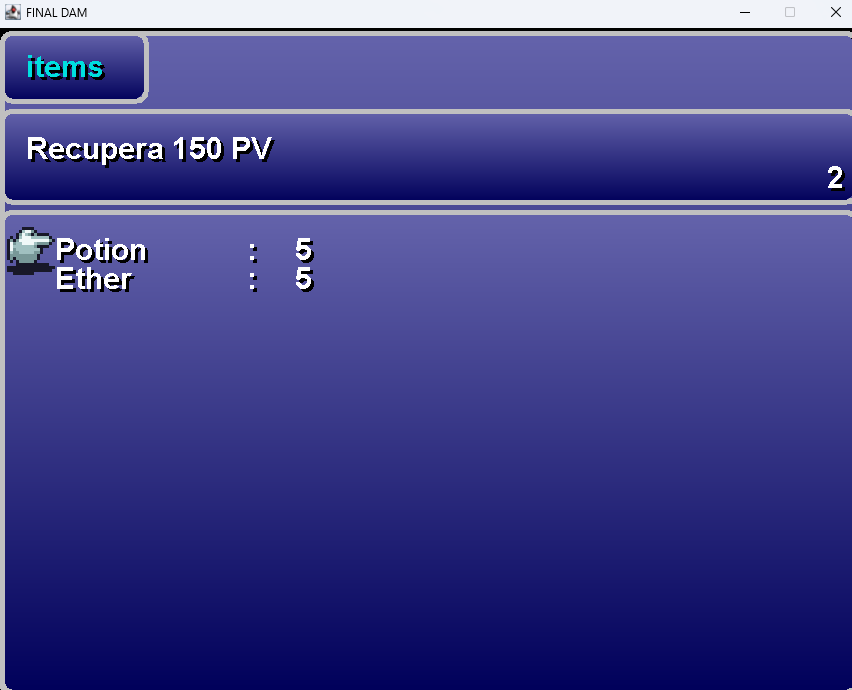 FINAL DAM
items
Recupera 150 PV
2
Potion : 5
Ether : 5